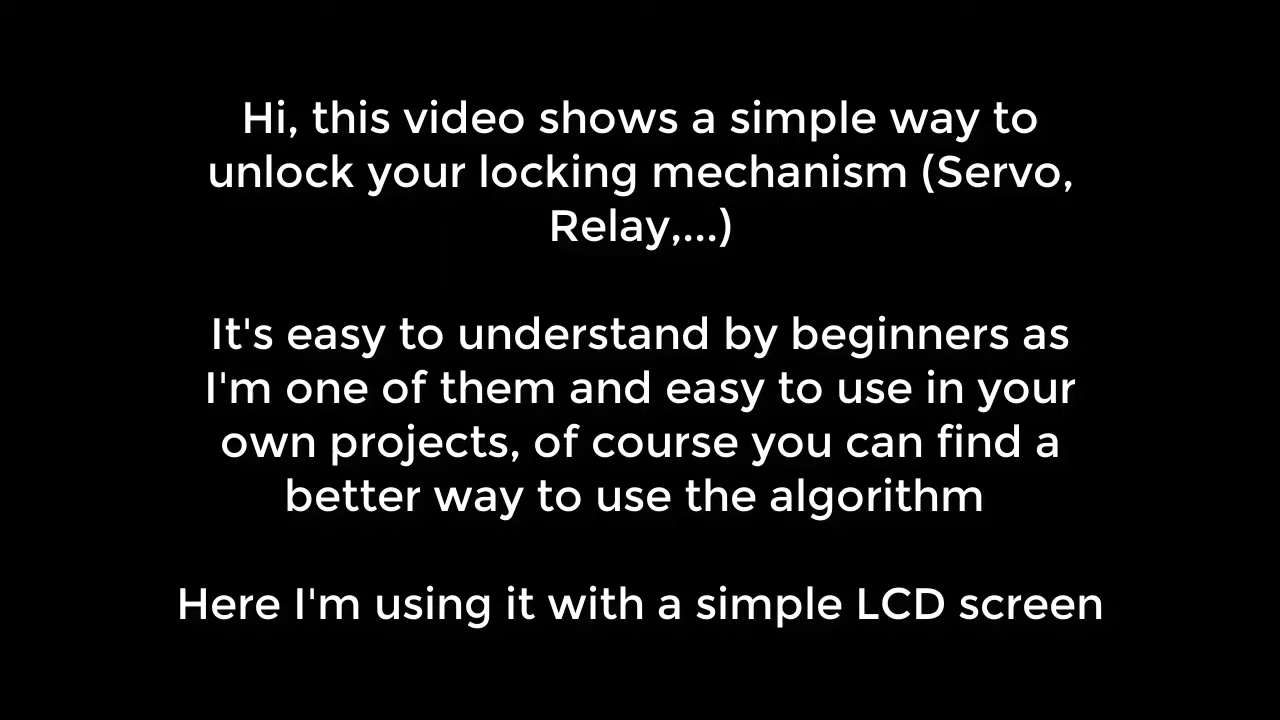 Hi, this video shows a simple way to
unlock your locking mechanism (Servo,
Relay,...)
It's easy to understand by beginners as
I'm one of them and easy to use in your
own projects, of course you can find a
better way to use the algorithm
Here I'm using it with a simple LCD screen